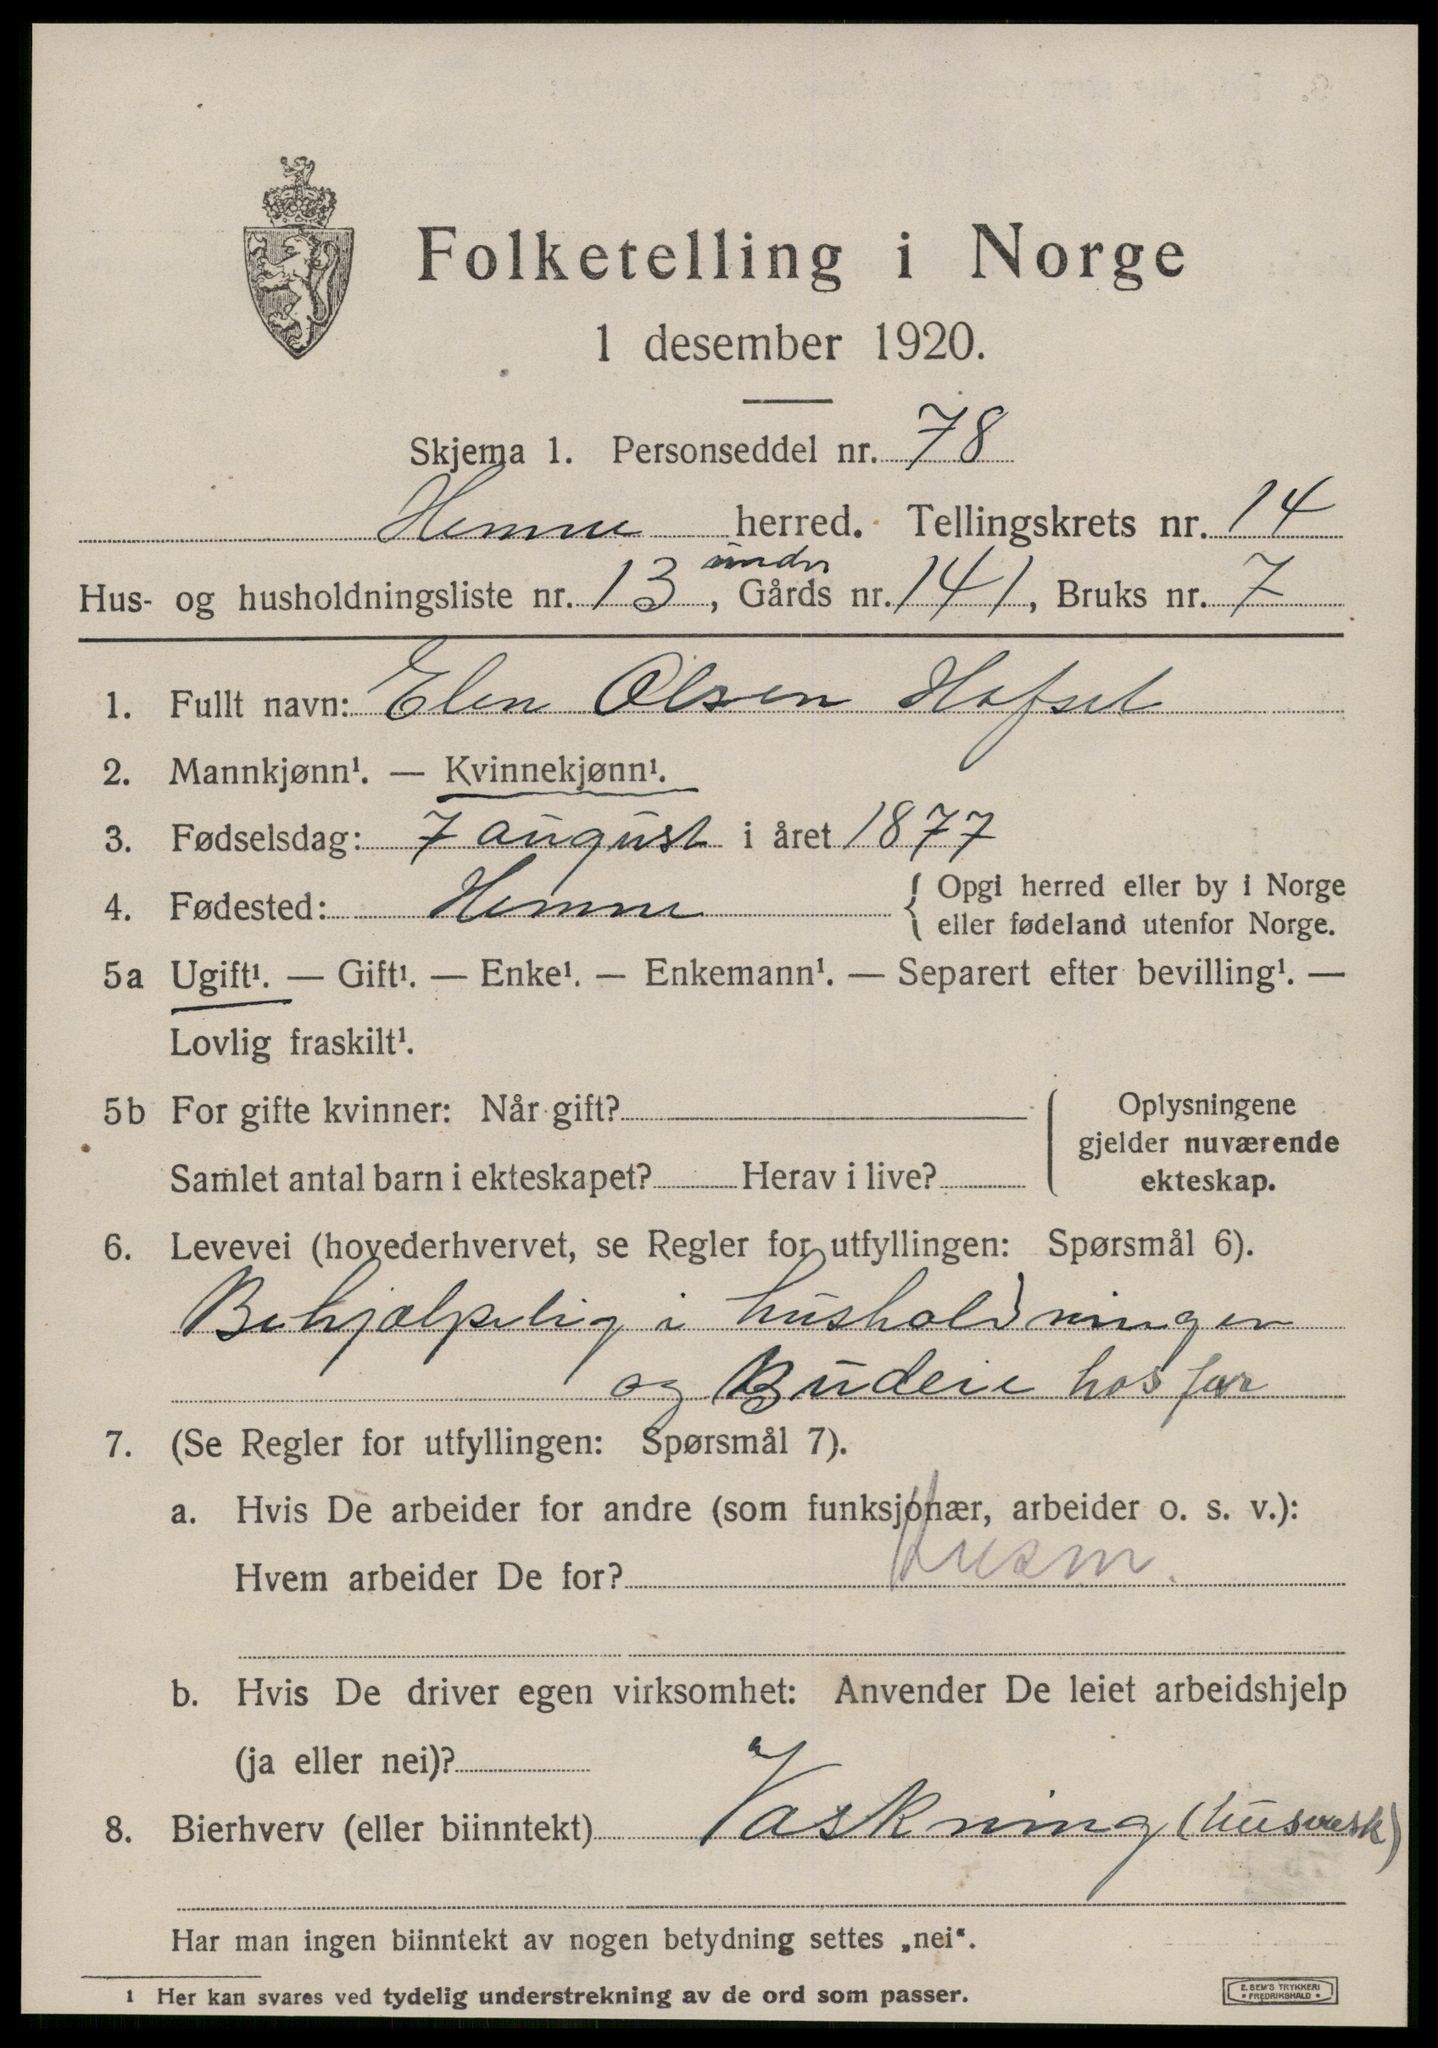 Folketelling i Norge
1 desember 1920.
Skjema 1. Personseddel nr. 78
Hemne herred. Tellingskrets nr. 14
Hus- og husholdningsliste nr. 13 under, Gårds nr. 141, Bruks nr. 7
1. Fullt navn: Elen Olsen Hofset
2. Mannkjønn¹. — Kvinnekjønn¹.
3. Fødselsdag: 7 august i året 1877
4. Fødested: Hemne { Opgi herred eller by i Norge
eller fødeland utenfor Norge.
5a Ugift¹. — Gift¹. — Enke¹. — Enkemann¹. — Separert efter bevilling¹. —
Lovlig fraskilt¹.
5b For gifte kvinner: Når gift?
Samlet antal barn i ekteskapet? Herav i live?
Oplysningene
gjelder nuværende
ekteskap.
6. Levevei (hovederhvervet, se Regler for utfyllingen: Spørsmål 6).
Behjælpelig i husholdningen
og Budeie hos far
7. (Se Regler for utfyllingen: Spørsmål 7).
a. Hvis De arbeider for andre (som funksjonær, arbeider o. s. v.):
Hvem arbeider De for? Husm.
b. Hvis De driver egen virksomhet: Anvender De leiet arbeidshjelp
(ja eller nei)?
8. Bierhverv (eller biinntekt) Vaskning (husvask)
Har man ingen biinntekt av nogen betydning settes „nei“.
1 Her kan svares ved tydelig understrekning av de ord som passer.
E. SEM'S TRYKKERI
FREDRIKSHALD